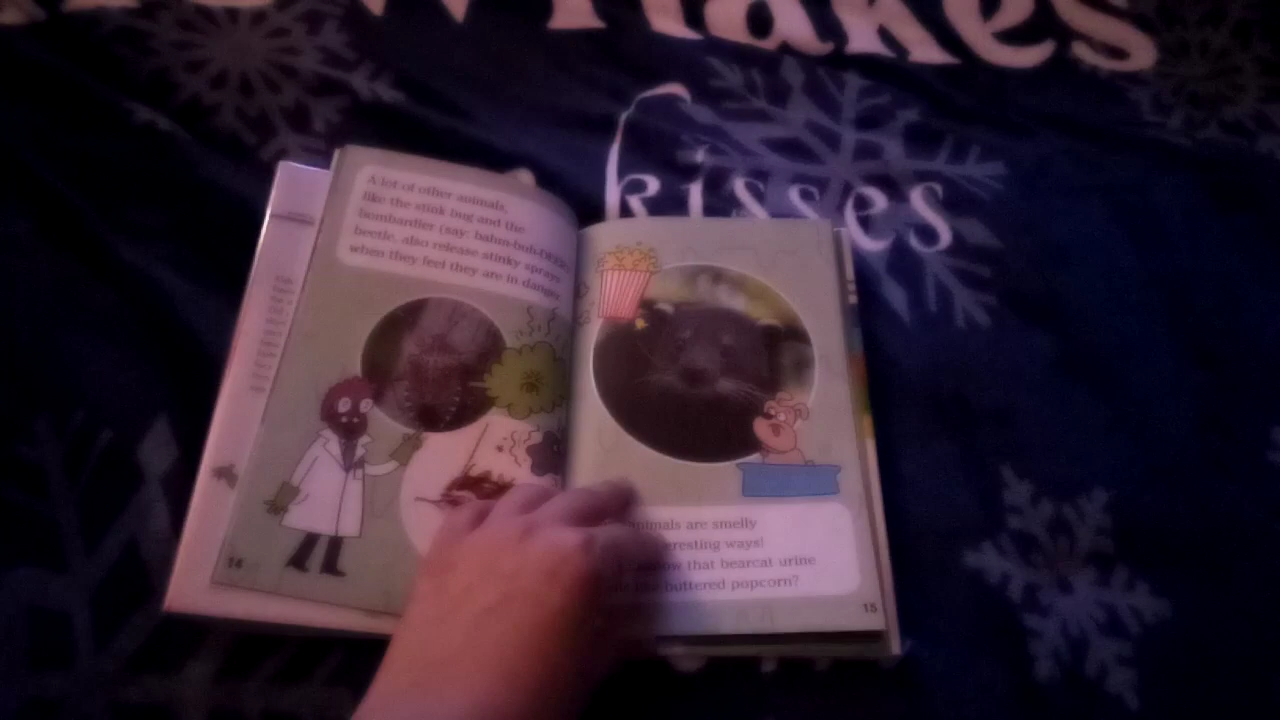 kisses
A lot of other animals,
like the stink bug and the
bombardier (say: bahm-buh-DEER)
beetle, also release stinky sprays
when they feel they are in danger.
14
animals are smelly
eresting ways!
ow that bearcat urine
buttered popcorn?
15